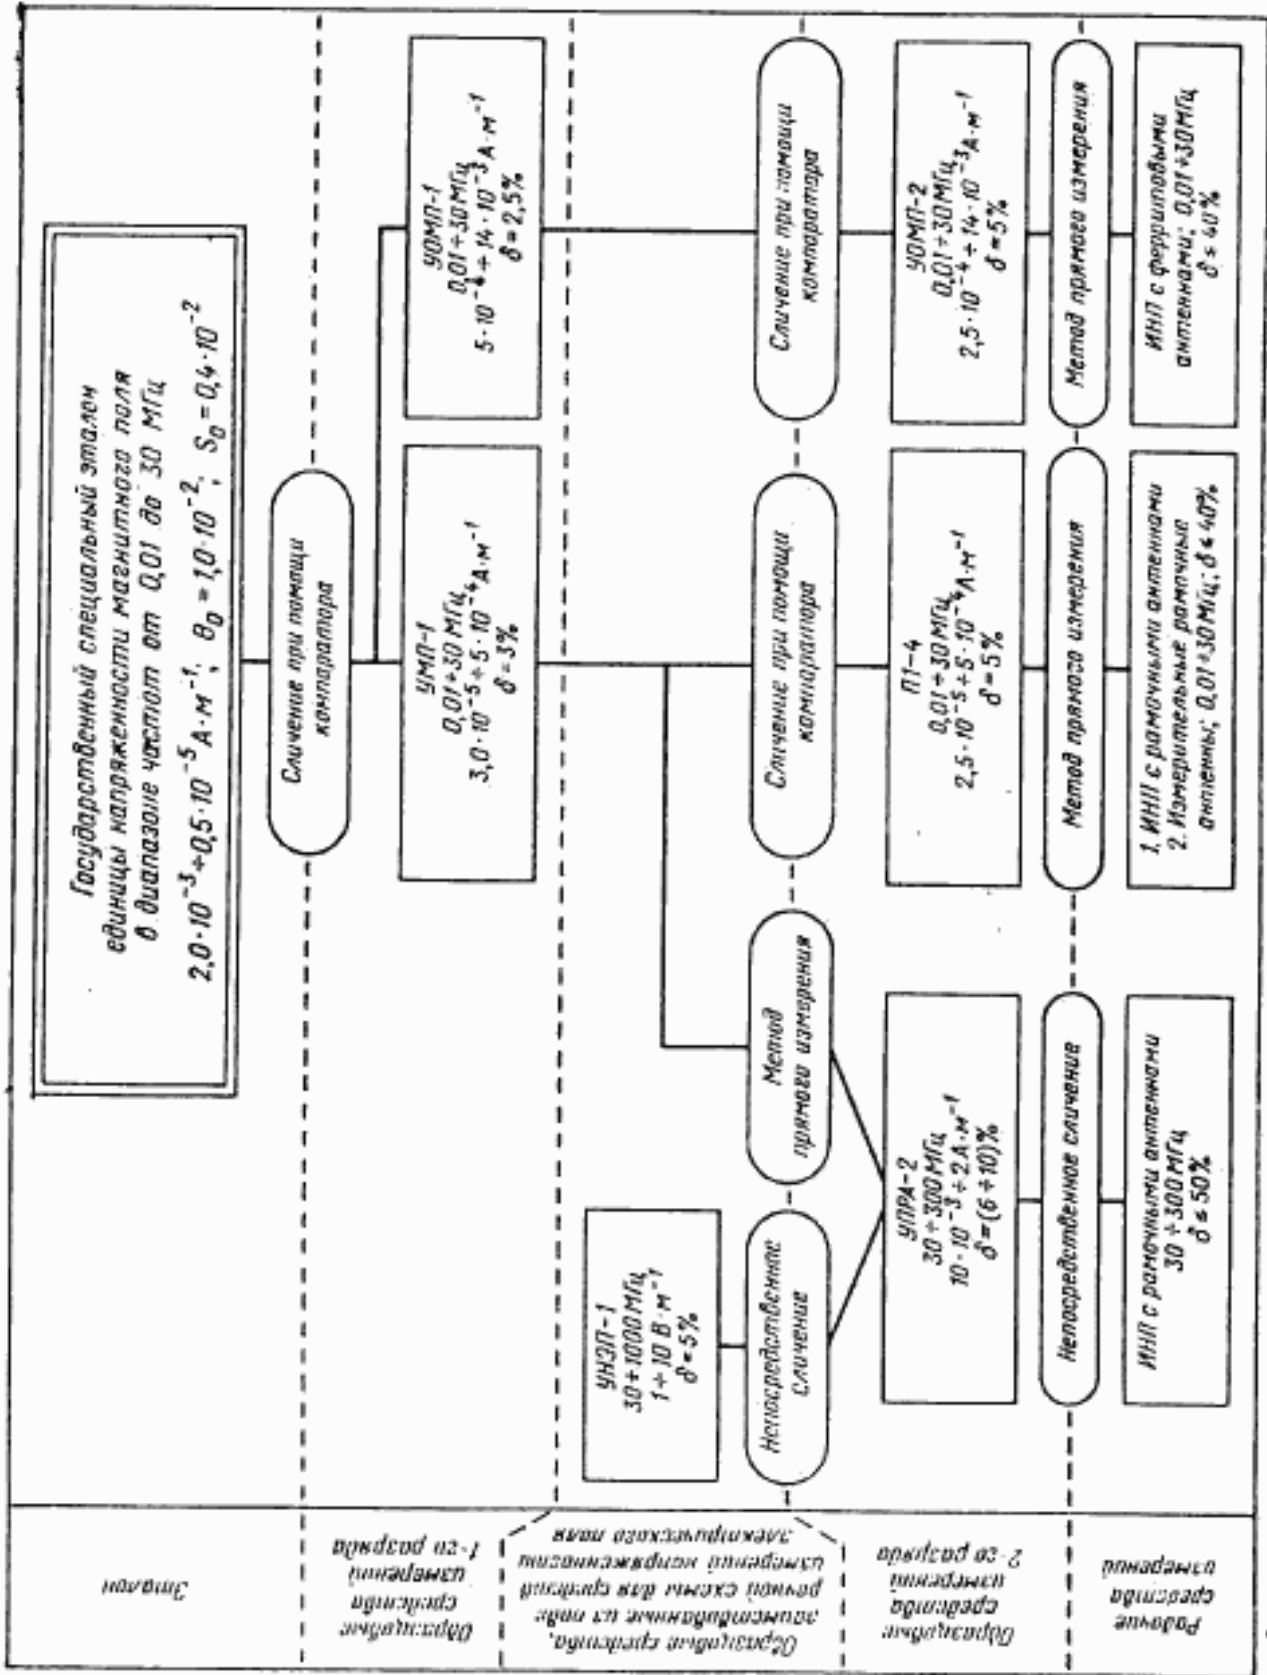 Государственный специальный эталон
единицы напряженности магнитного поля
в диапазоне частот от 0,01 до 30 МГц
2,0·10⁻³÷0,5·10⁻⁵ А·м⁻¹; θ₀=1,0·10⁻²; S₀=0,4·10⁻²
Сличение при помощи
компаратора
УМП-1
0,01÷30 МГц
3,0·10⁻⁵÷5·10⁻⁴ А·м⁻¹
δ=3%
УОМП-1
0,01÷30 МГц
5·10⁻⁴÷14·10⁻³ А·м⁻¹
δ=2,5%
УНЭП-1
30÷1000 МГц
1÷10 В·м⁻¹
δ=5%
Непосредственное
сличение
Метод
прямого измерения
Сличение при помощи
компаратора
Сличение при помощи
компаратора
УПРА-2
30÷300 МГц
10·10⁻³÷2 А·м⁻¹
δ=(6÷10)%
П1-4
0,01÷30 МГц
2,5·10⁻⁵÷5·10⁻⁴ А·м⁻¹
δ=5%
УОМП-2
0,01÷30 МГц
2,5·10⁻⁴÷14·10⁻³ А·м⁻¹
δ=5%
Непосредственное сличение
Метод прямого измерения
Метод прямого измерения
ИНП с рамочными антеннами
30÷300 МГц
δ≤50%
1. ИНП с рамочными антеннами
2. Измерительные рамочные
антенны; 0,01÷30 МГц; δ≤40%
ИНП с ферритовыми
антеннами; 0,01÷30 МГц
δ≤40%
Эталон
Образцовые
средства
измерений
1-го разряда
Образцовые средства,
заимствованные из пове-
рочной схемы для средств
измерений напряженности
электрического поля
Образцовые
средства
измерений
2-го разряда
Рабочие
средства
измерений